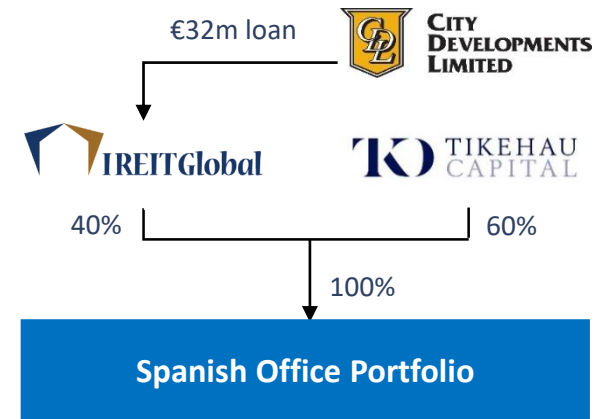 €32m loan
CDL
CITY
DEVELOPMENTS
LIMITED
IREITGlobal
TIKEHAU
CAPITAL
40%
60%
100%
Spanish Office Portfolio